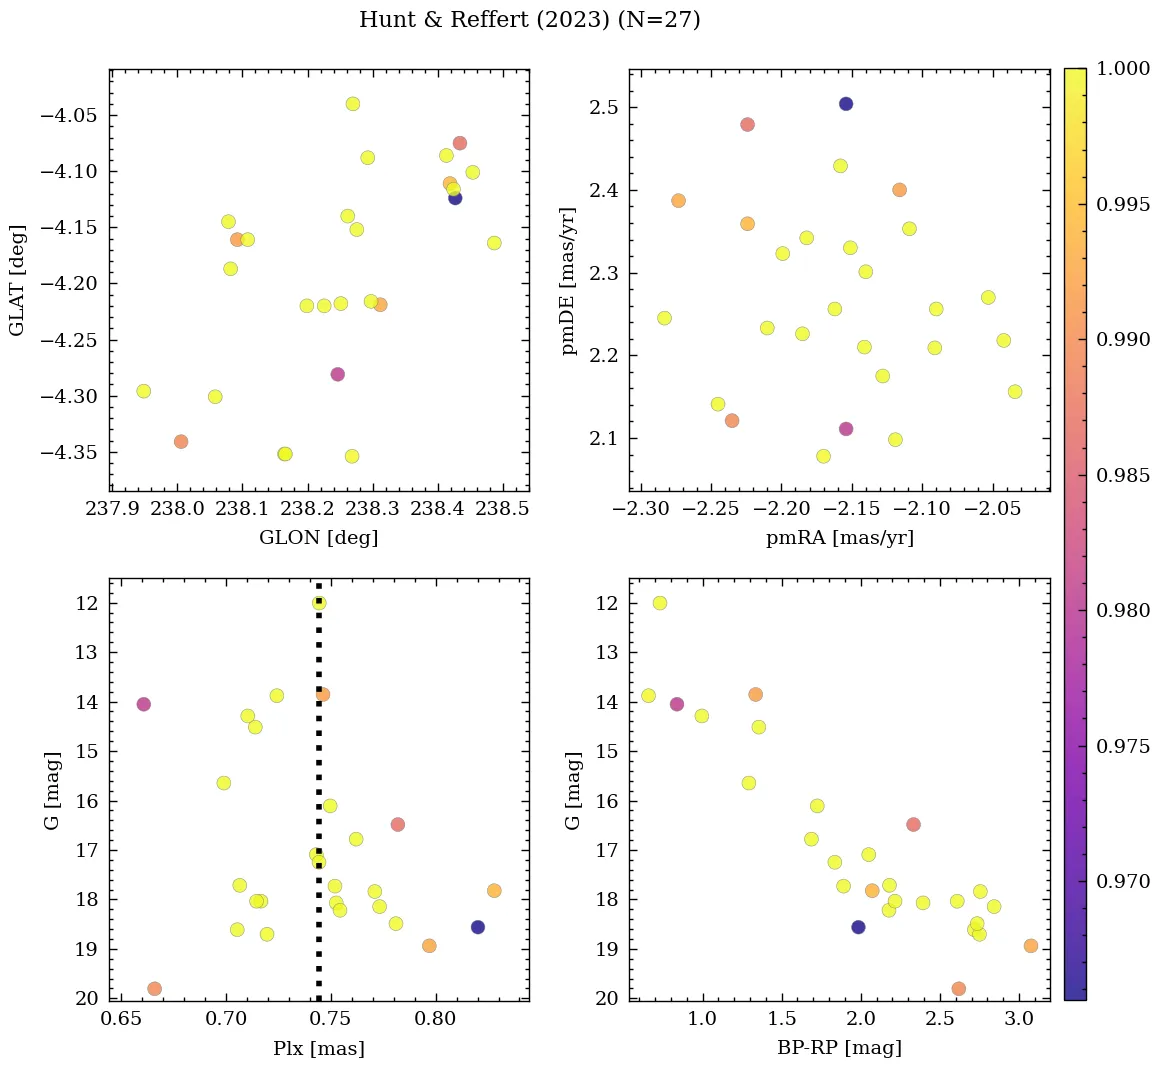 Hunt & Reffert (2023) (N=27)
−4.05
−4.10
−4.15
−4.20
−4.25
−4.30
−4.35
GLAT [deg]
237.9 238.0 238.1 238.2 238.3 238.4 238.5
GLON [deg]
2.5
2.4
2.3
2.2
2.1
pmDE [mas/yr]
−2.30 −2.25 −2.20 −2.15 −2.10 −2.05
pmRA [mas/yr]
12
13
14
15
16
17
18
19
20
G [mag]
0.65 0.70 0.75 0.80
Plx [mas]
12
13
14
15
16
17
18
19
20
G [mag]
1.0 1.5 2.0 2.5 3.0
BP-RP [mag]
1.000
0.995
0.990
0.985
0.980
0.975
0.970